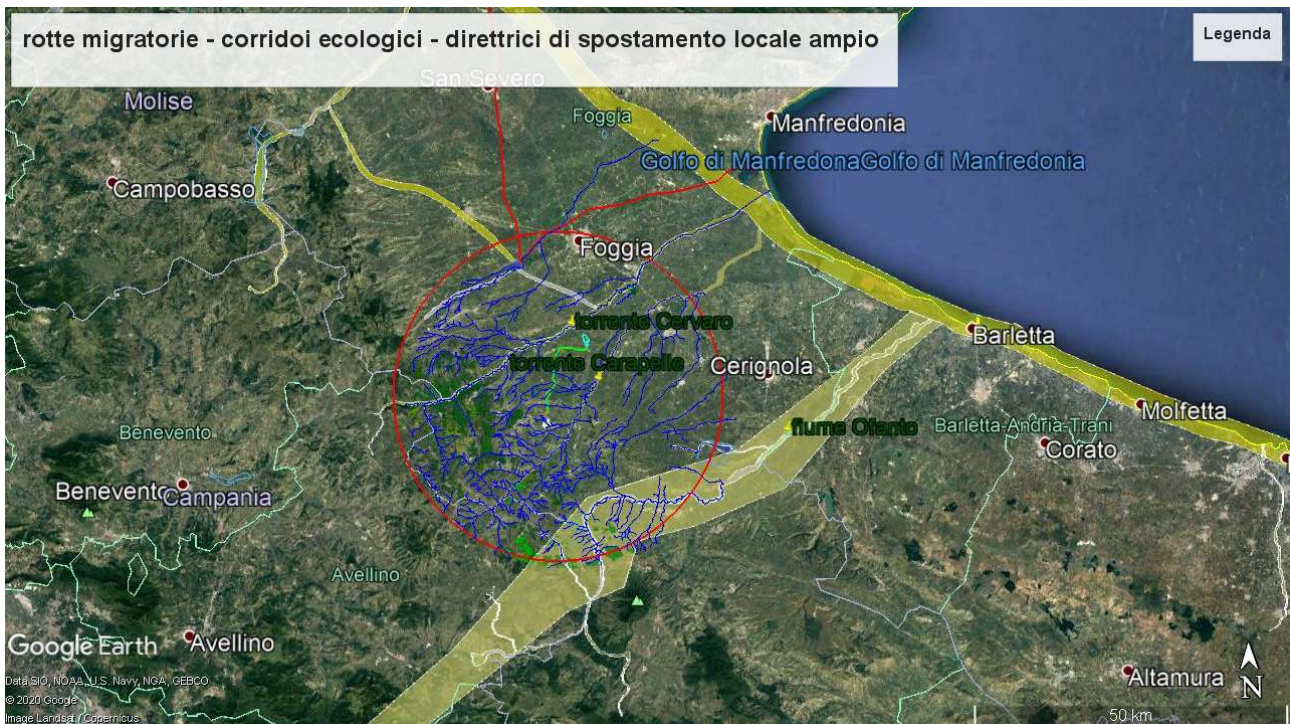 rotte migratorie - corridoi ecologici - direttrici di spostamento locale ampio
Legenda
San Severo
Molise
Foggia
Manfredonia
Golfo di ManfredonaGolfo di Manfredonia
Campobasso
Foggia
torrente Cervaro
Barletta
torrente Carapelle
Cerignola
Molfetta
fiume Ofanto
Barletta-Andria-Trani
Benevento
Corato
Benevento
Campania
Avellino
Google Earth
Avellino
Altamura
N
Data SIO, NOAA, U.S. Navy, NGA, GEBCO
© 2020 Google
Image Landsat / Copernicus
50 km